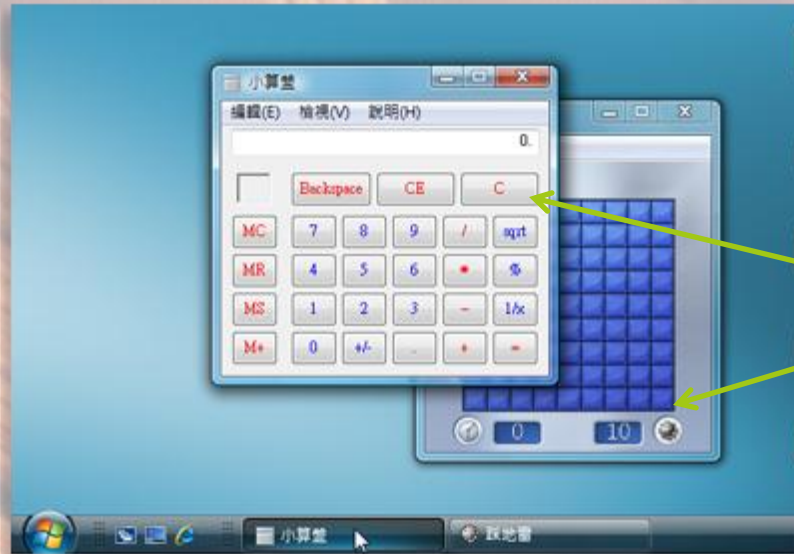 小算盤
編輯(E) 檢視(V) 說明(H)
0.
Backspace CE C
MC 7 8 9 / sqrt
MR 4 5 6 * %
MS 1 2 3 - 1/x
M+ 0 +/- . + =
0 10
小算盤 踩地雷